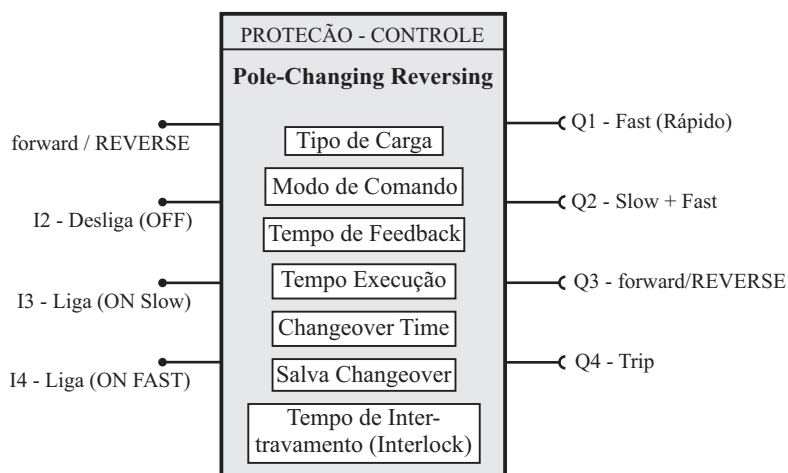 PROTECÃO - CONTROLE
Pole-Changing Reversing
forward / REVERSE
I2 - Desliga (OFF)
I3 - Liga (ON Slow)
I4 - Liga (ON FAST)
Tipo de Carga
Modo de Comando
Tempo de Feedback
Tempo Execução
Changeover Time
Salva Changeover
Tempo de Inter-
travamento (Interlock)
Q1 - Fast (Rápido)
Q2 - Slow + Fast
Q3 - forward/REVERSE
Q4 - Trip